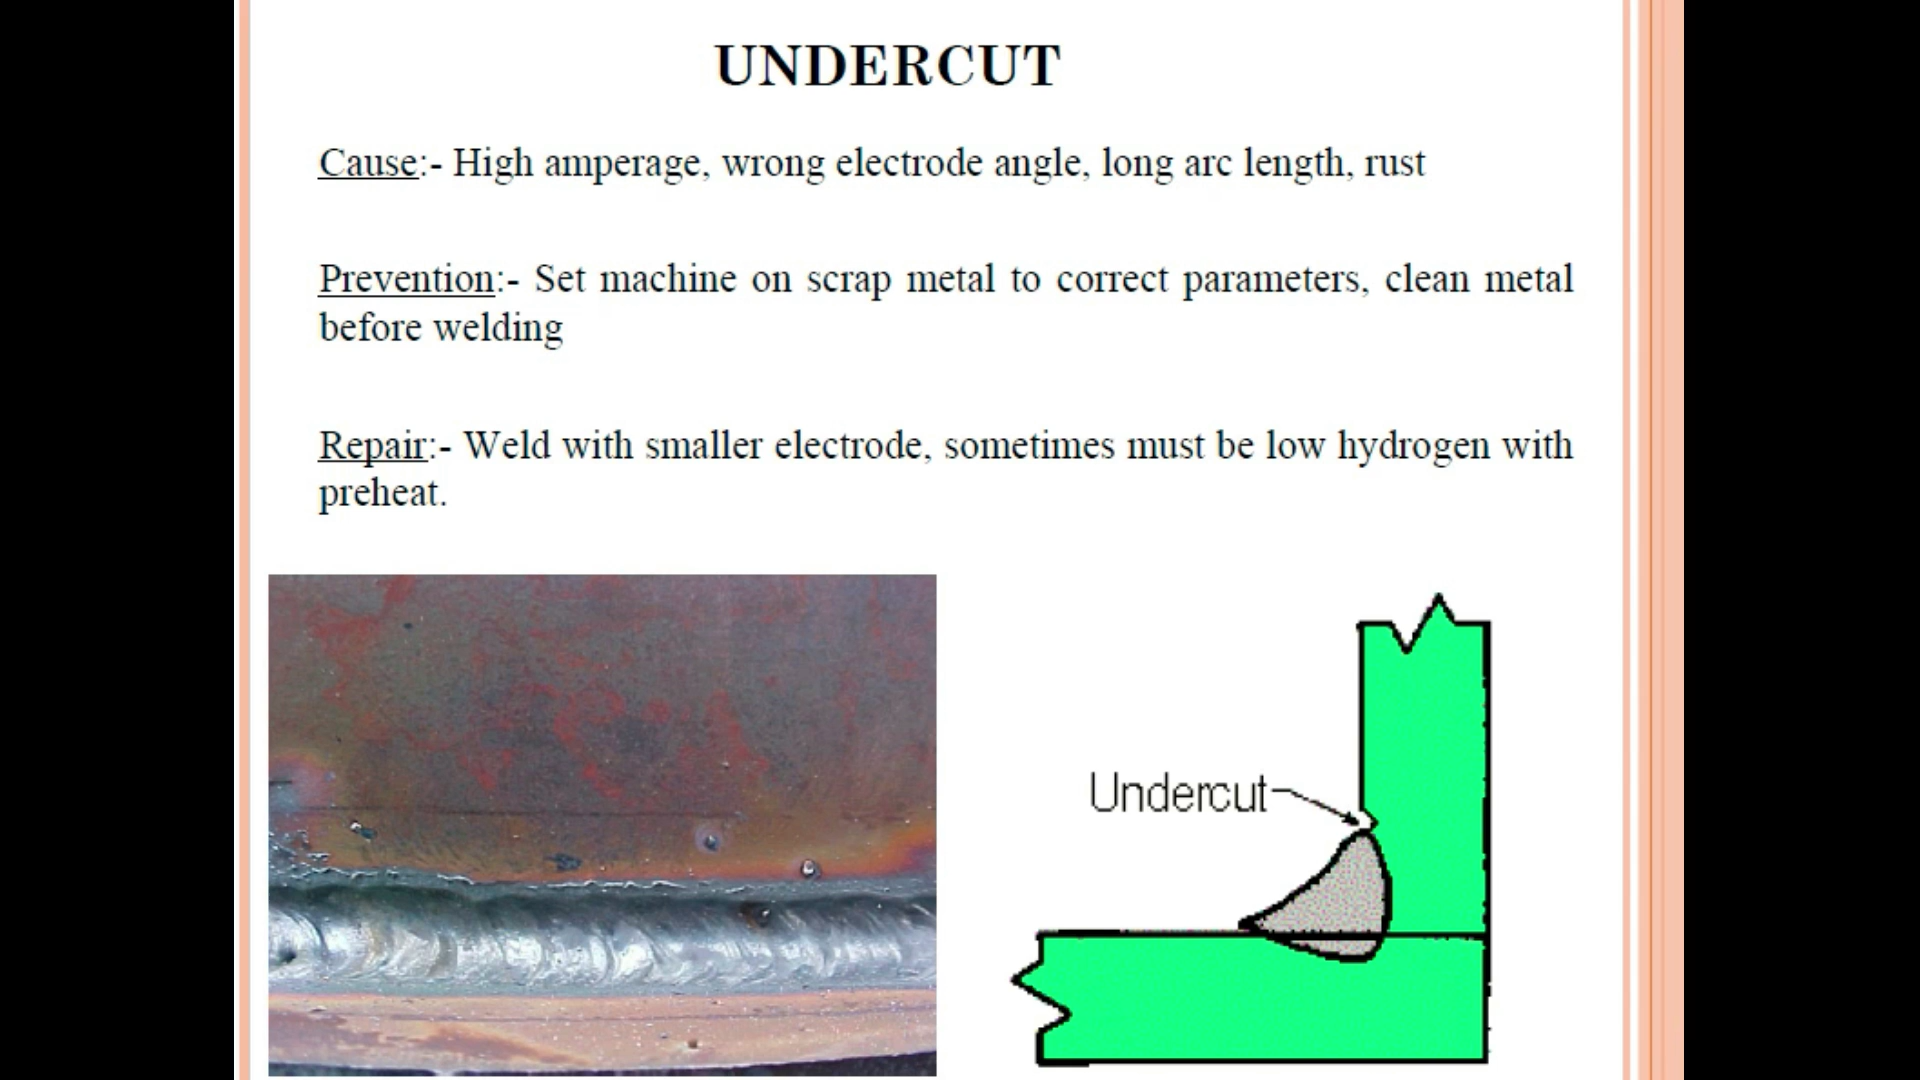 UNDERCUT
Cause:- High amperage, wrong electrode angle, long arc length, rust
Prevention:- Set machine on scrap metal to correct parameters, clean metal
before welding
Repair:- Weld with smaller electrode, sometimes must be low hydrogen with
preheat.
Undercut